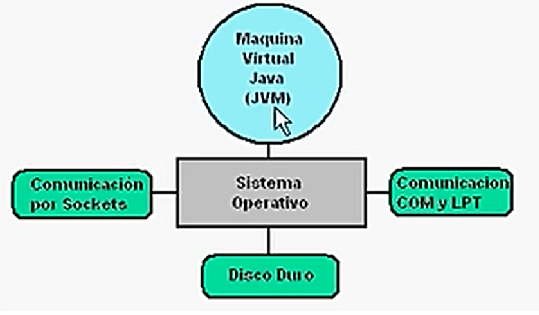 Maquina
Virtual
Java
(JVM)
Comunicación
por Sockets
Sistema
Operativo
Comunicacion
COM y LPT
Disco Duro